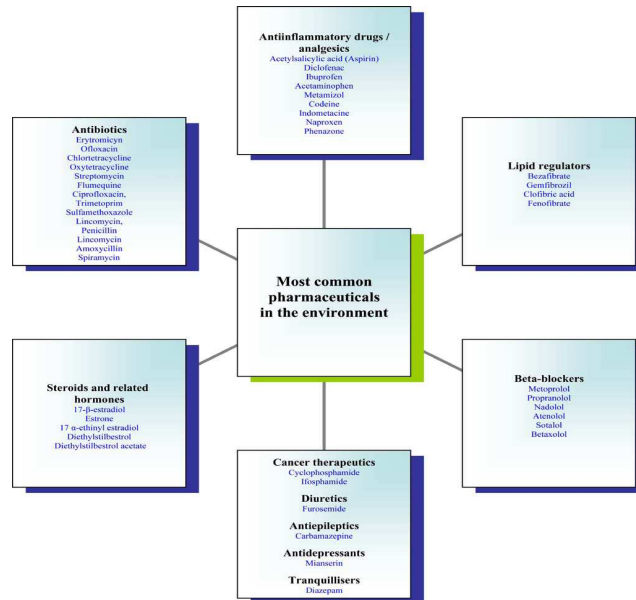 Antiinflammatory drugs /
analgesics
Acetylsalicylic acid (Aspirin)
Diclofenac
Ibuprofen
Acetaminophen
Metamizol
Codeine
Indometacine
Naproxen
Phenazone
Antibiotics
Erytromicyn
Ofloxacin
Chlortetracycline
Oxytetracycline
Streptomycin
Flumequine
Ciprofloxacin,
Trimetoprim
Sulfamethoxazole
Lincomycin,
Penicillin
Lincomycin
Amoxycillin
Spiramycin
Lipid regulators
Bezafibrate
Gemfibrozil
Clofibric acid
Fenofibrate
Most common
pharmaceuticals
in the environment
Steroids and related
hormones
17-β-estradiol
Estrone
17 α-ethinyl estradiol
Diethylstilbestrol
Diethylstilbestrol acetate
Beta-blockers
Metoprolol
Propranolol
Nadolol
Atenolol
Sotalol
Betaxolol
Cancer therapeutics
Cyclophosphamide
Ifosphamide
Diuretics
Furosemide
Antiepileptics
Carbamazepine
Antidepressants
Mianserin
Tranquillisers
Diazepam